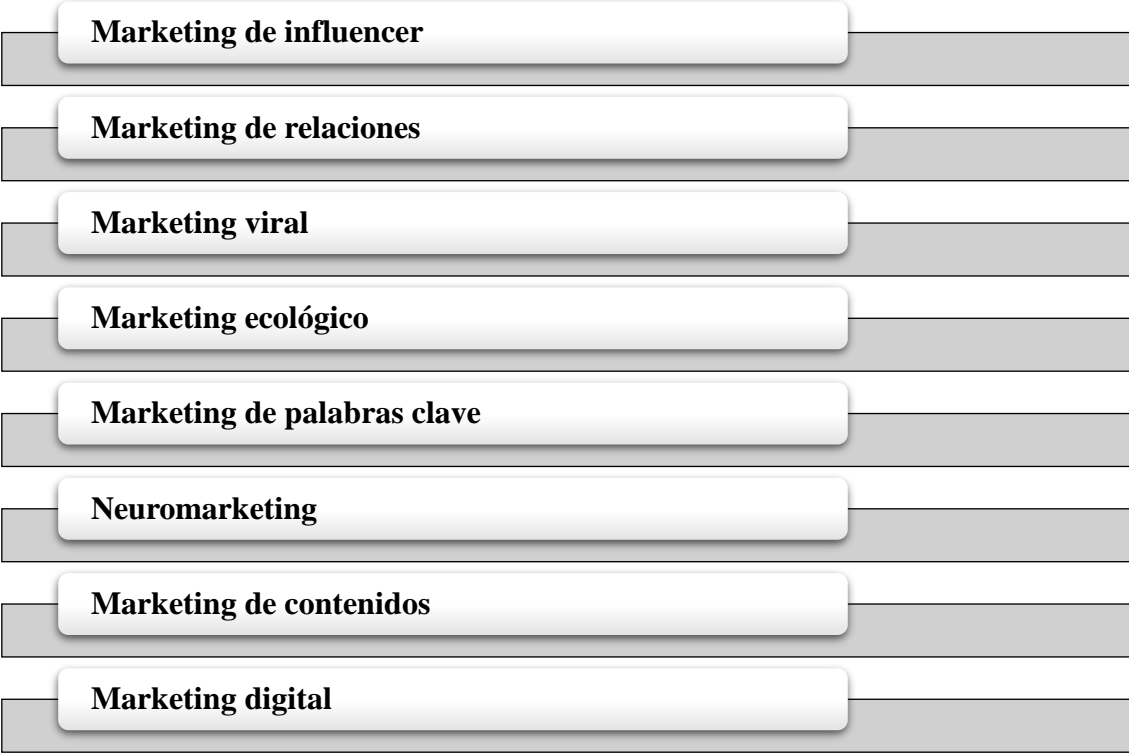 Marketing de influencer
Marketing de relaciones
Marketing viral
Marketing ecológico
Marketing de palabras clave
Neuromarketing
Marketing de contenidos
Marketing digital